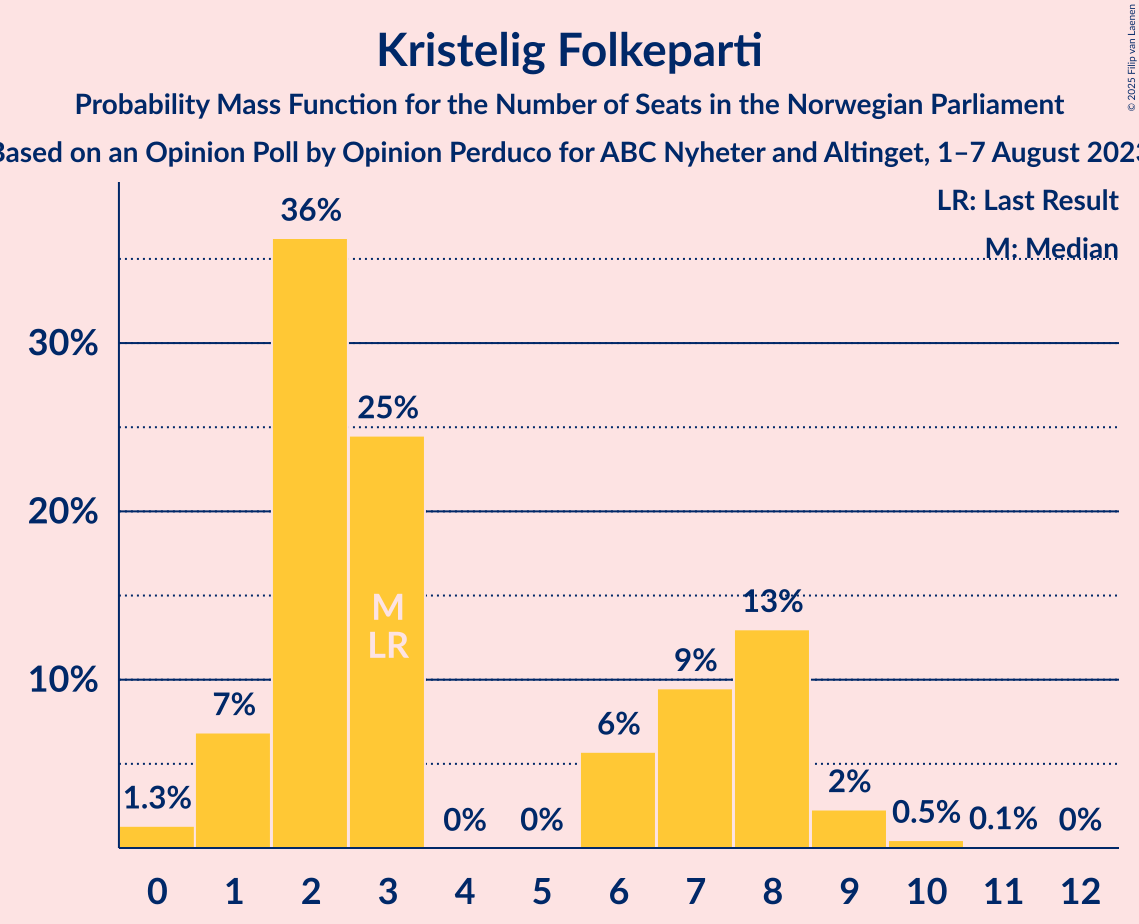 Kristelig Folkeparti
Probability Mass Function for the Number of Seats in the Norwegian Parliament
Based on an Opinion Poll by Opinion Perduco for ABC Nyheter and Altinget, 1–7 August 2023
© 2025 Filip van Laenen
LR: Last Result
M: Median
36%
30%
25%
20%
M
LR
13%
10%
9%
7%
6%
2%
1.3%
0% 0%
0.5% 0.1% 0%
0 1 2 3 4 5 6 7 8 9 10 11 12